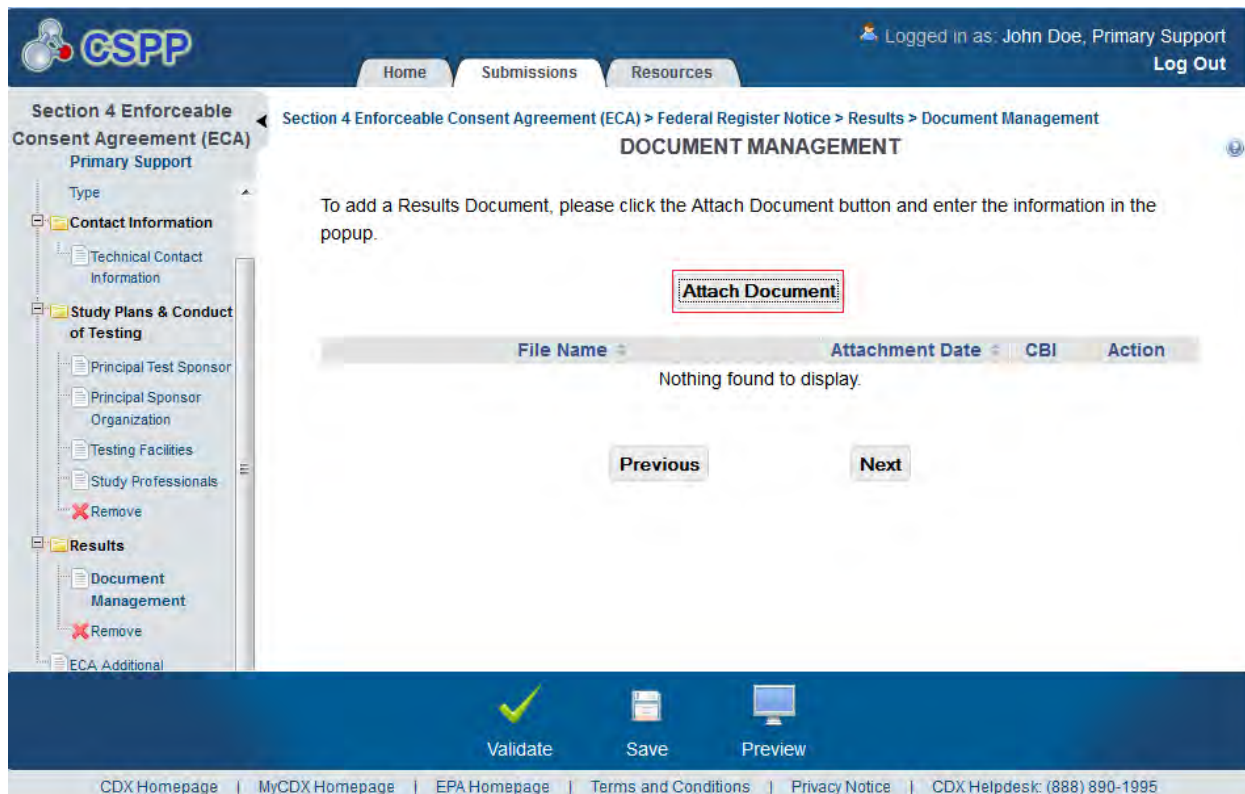 CSPP
Logged in as: John Doe, Primary Support
Log Out
Home Submissions Resources
Section 4 Enforceable
Consent Agreement (ECA)
Primary Support
Type
Contact Information
Technical Contact
Information
Study Plans & Conduct
of Testing
Principal Test Sponsor
Principal Sponsor
Organization
Testing Facilities
Study Professionals
Remove
Results
Document
Management
Remove
ECA Additional
Section 4 Enforceable Consent Agreement (ECA) > Federal Register Notice > Results > Document Management
DOCUMENT MANAGEMENT
To add a Results Document, please click the Attach Document button and enter the information in the
popup.
Attach Document
File Name Attachment Date CBI Action
Nothing found to display.
Previous Next
Validate Save Preview
CDX Homepage | MyCDX Homepage | EPA Homepage | Terms and Conditions | Privacy Notice | CDX Helpdesk: (888) 890-1995